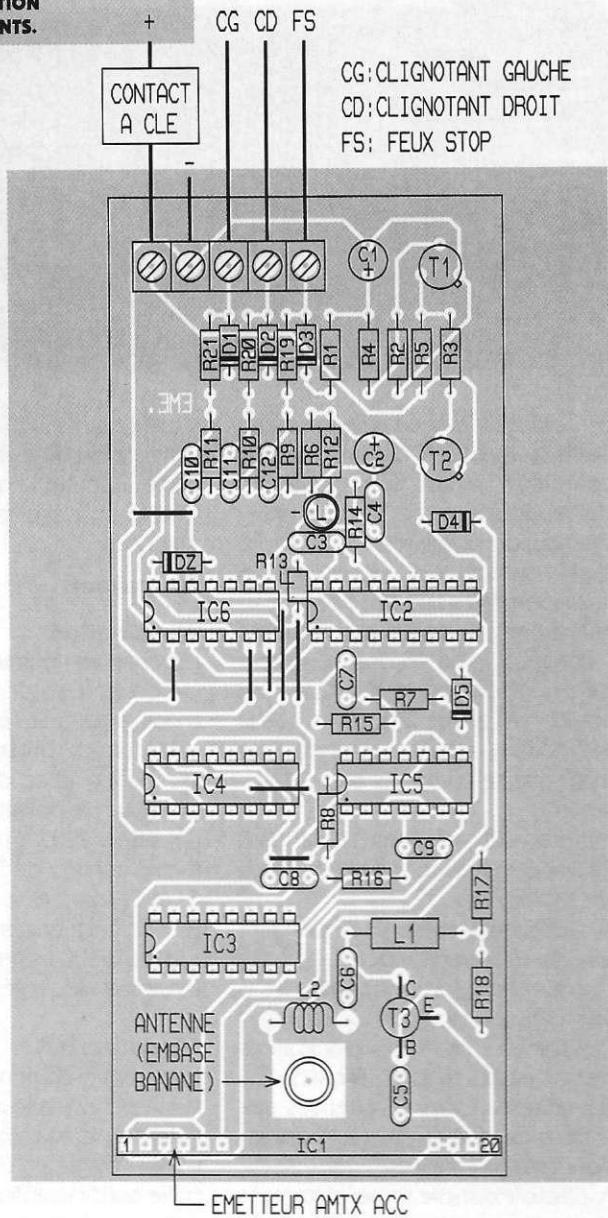 TION
NTS.
+ CG CD FS
CONTACT
A CLE
-
CG: CLIGNOTANT GAUCHE
CD: CLIGNOTANT DROIT
FS: FEUX STOP
C1
+
T1
R21 D1 R20 D2 R19 D3 R1 R4 R2 R5 R3
EME.
C10 R11 C11 R10 C12 R9 R6 R12
+
C2
T2
- L
C3 R14 C4 D4
DZ R13
IC6 IC2
C7 R7 D5
R15
IC4 IC5
R8
C9
C8 R16 R17
IC3 L1
L2 C6 C
T3 E
B
R18
ANTENNE
(EMBASE
BANANE)
C5
1 IC1 20
EMETTEUR AMTX ACC